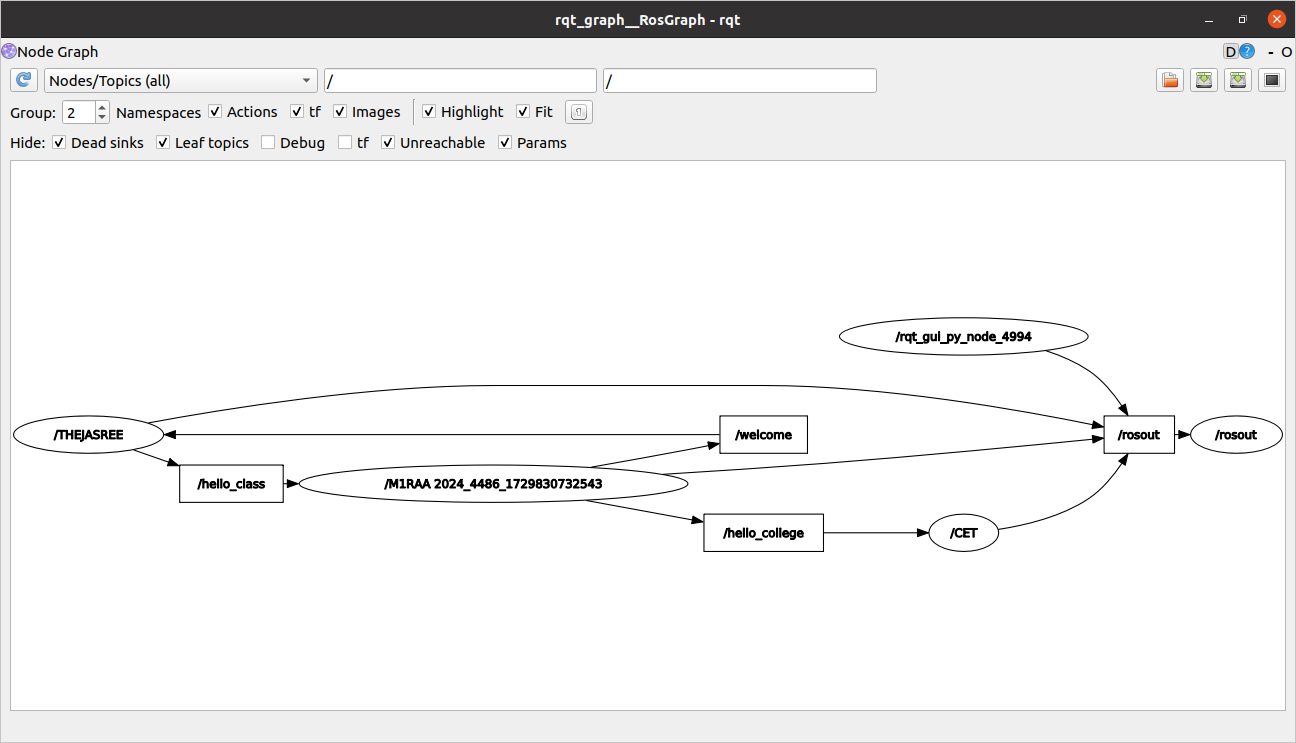 rqt_graph__RosGraph - rqt
Node Graph
D ? - O
Nodes/Topics (all) / /
Group: 2 Namespaces Actions tf Images Highlight Fit
Hide: Dead sinks Leaf topics Debug tf Unreachable Params
/rqt_gui_py_node_4994
/THEJASREE /welcome /rosout /rosout
/hello_class /M1RAA 2024_4486_1729830732543
/hello_college /CET